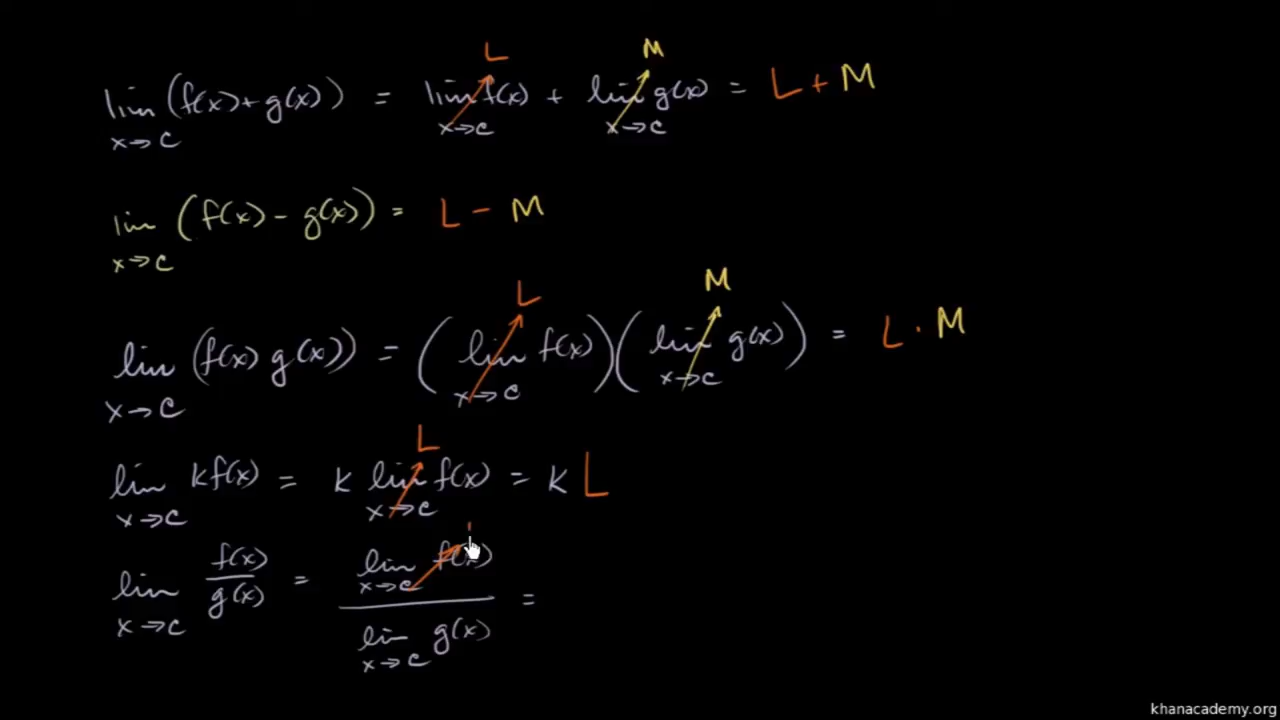 L M
lim x→c (f(x)+g(x)) = lim x→c f(x) + lim x→c g(x) = L + M
lim x→c (f(x) - g(x)) = L - M
L M
lim x→c (f(x) g(x)) = (lim x→c f(x))(lim x→c g(x)) = L · M
L
lim x→c kf(x) = k lim x→c f(x) = k L
lim x→c f(x)/g(x) = lim x→c f(x) / lim x→c g(x) =
khanacademy.org